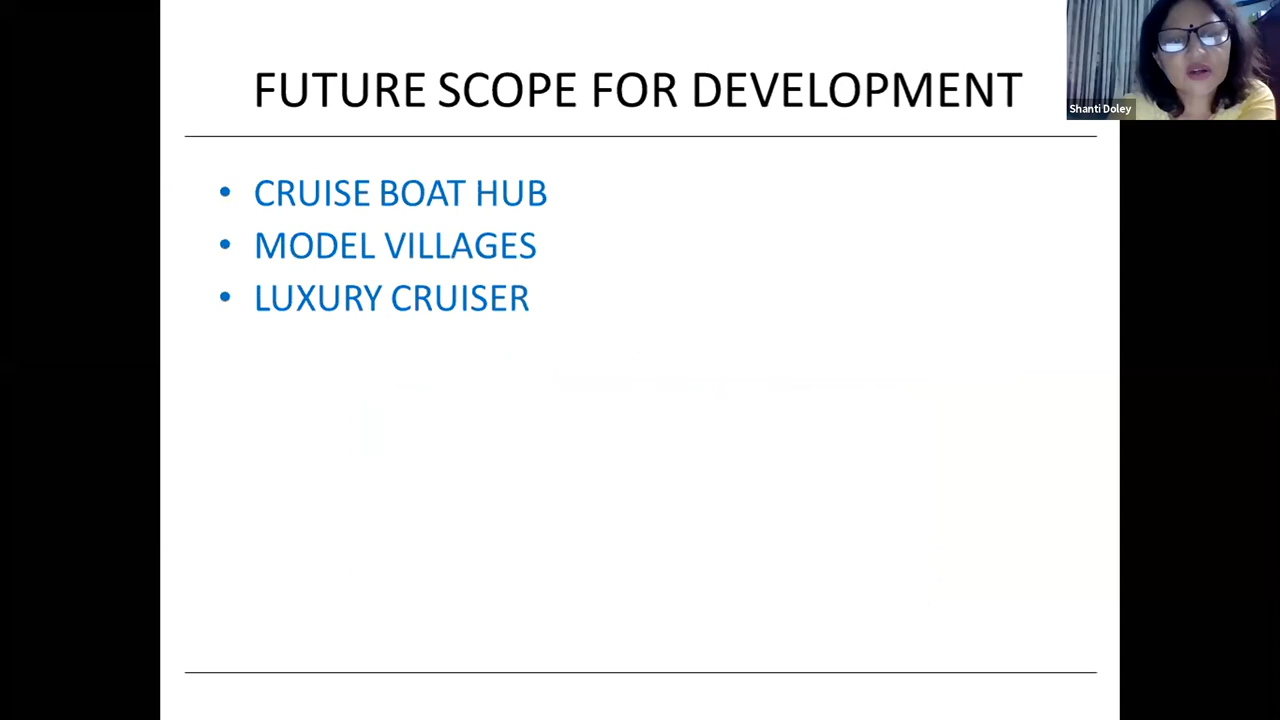 FUTURE SCOPE FOR DEVELOPMENT
Shanti Doley
• CRUISE BOAT HUB
• MODEL VILLAGES
• LUXURY CRUISER